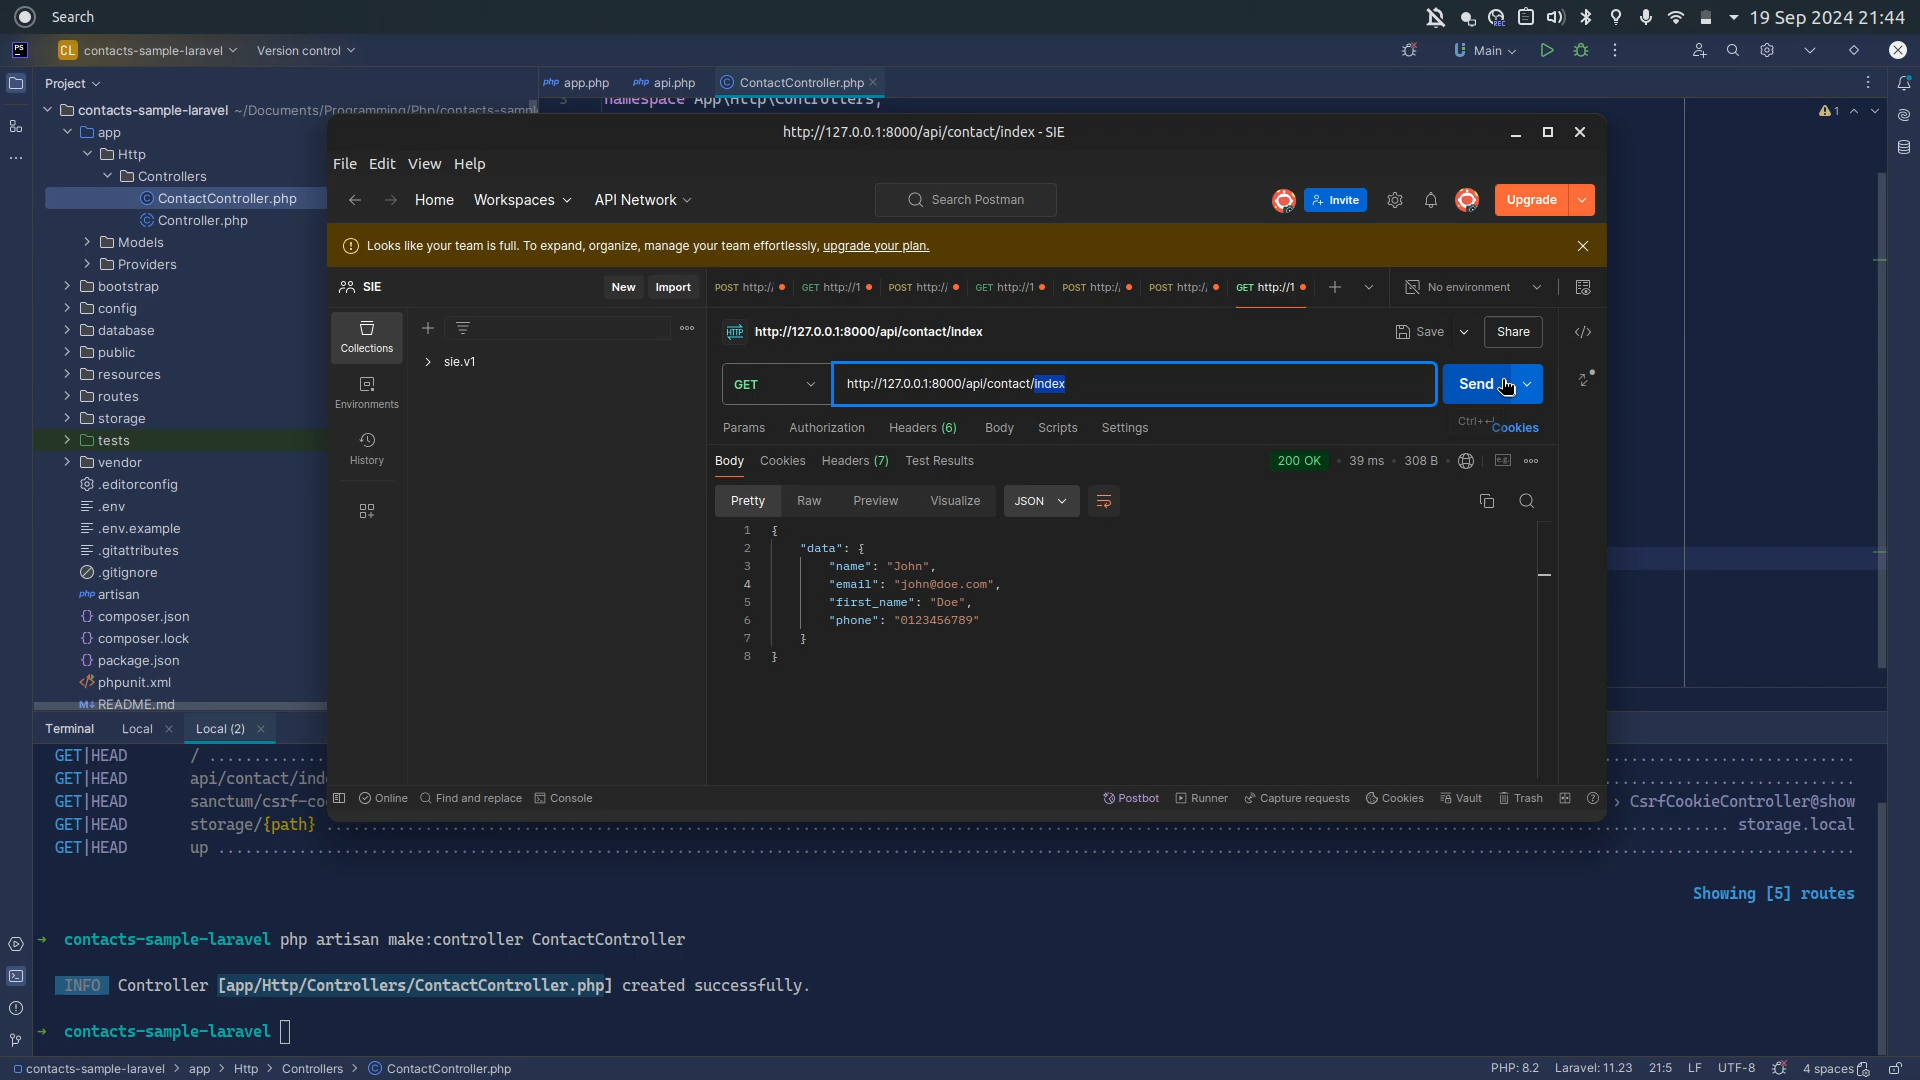 Search
19 Sep 2024 21:44
PS
CL contacts-sample-laravel
Version control
Main
Project
php app.php
php api.php
ContactController.php
contacts-sample-laravel ~/Documents/Programming/Php/contacts-sampl
3 namespace App\Http\Controllers;
1
app
Http
Controllers
ContactController.php
Controller.php
Models
Providers
bootstrap
config
database
public
resources
routes
storage
tests
vendor
.editorconfig
.env
.env.example
.gitattributes
.gitignore
php artisan
composer.json
composer.lock
package.json
phpunit.xml
M↓ README.md
http://127.0.0.1:8000/api/contact/index - SIE
File Edit View Help
Home Workspaces API Network
Search Postman
Invite
Upgrade
Looks like your team is full. To expand, organize, manage your team effortlessly, upgrade your plan.
SIE
New Import
POST http:/ GET http://1 POST http:/ GET http://1 POST http:/ POST http:/ GET http://1
No environment
Collections
Environments
History
sie.v1
HTTP http://127.0.0.1:8000/api/contact/index
Save
Share
GET http://127.0.0.1:8000/api/contact/index
Send
Ctrl+↵
Params Authorization Headers (6) Body Scripts Settings
Cookies
Body Cookies Headers (7) Test Results
200 OK 39 ms 308 B
e.g.
Pretty Raw Preview Visualize JSON
1 {
2 "data": {
3 "name": "John",
4 "email": "john@doe.com",
5 "first_name": "Doe",
6 "phone": "0123456789"
7 }
8 }
Online Find and replace Console
Postbot Runner Capture requests Cookies Vault Trash
Terminal Local Local (2)
GET|HEAD /
GET|HEAD api/contact/ind
GET|HEAD sanctum/csrf-co › CsrfCookieController@show
GET|HEAD storage/{path} storage.local
GET|HEAD up
Showing [5] routes
→ contacts-sample-laravel php artisan make:controller ContactController
INFO Controller [app/Http/Controllers/ContactController.php] created successfully.
→ contacts-sample-laravel
contacts-sample-laravel > app > Http > Controllers > ContactController.php
PHP: 8.2 Laravel: 11.23 21:5 LF UTF-8 4 spaces